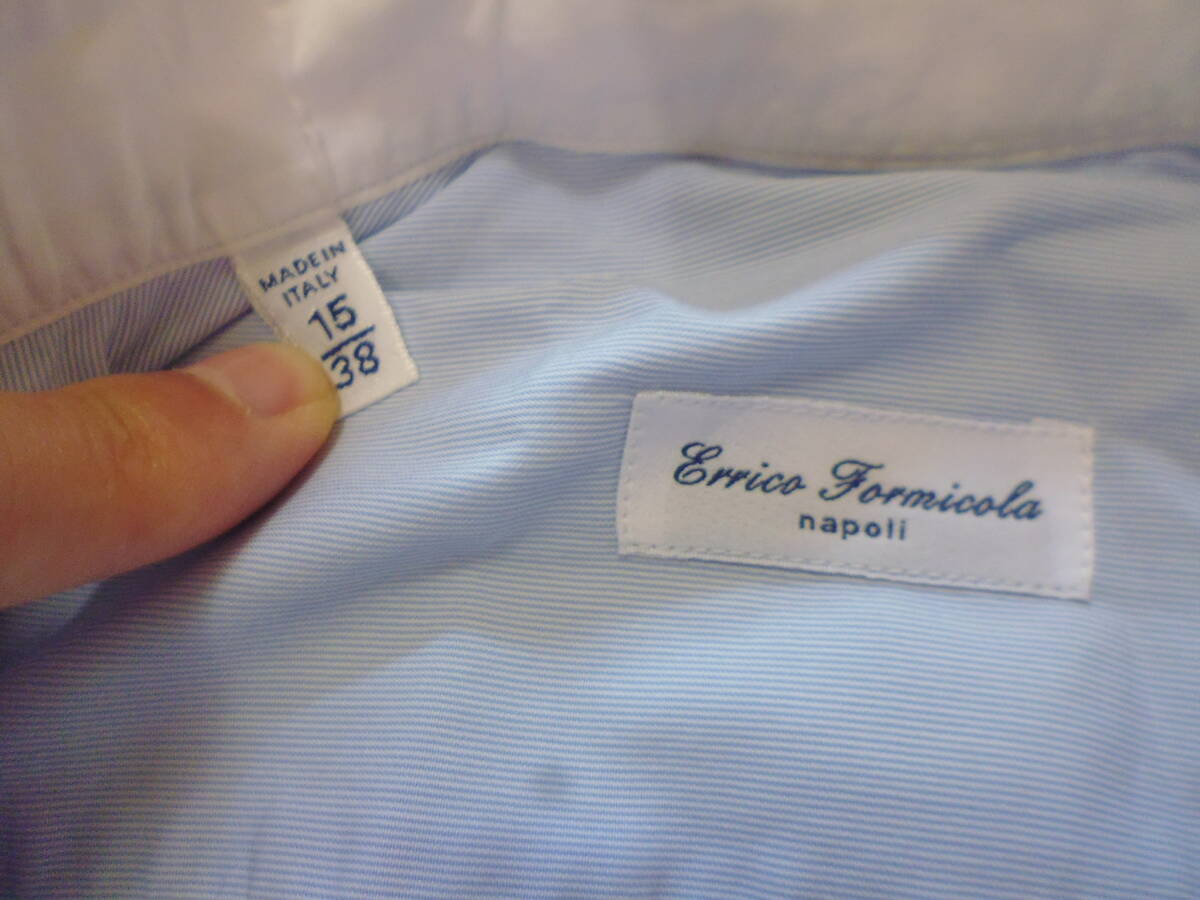 MADE IN
ITALY
15
38
Errico Formicola
napoli